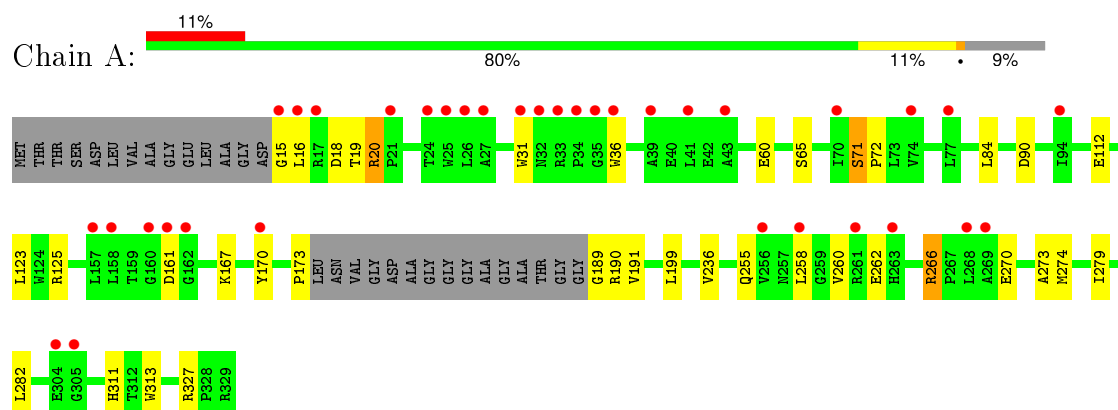 11%
Chain A:
80% 11% • 9%
MET THR THR SER ASP LEU VAL ALA GLY GLU LEU ALA GLY ASP G15 L16 R17 D18 T19 R20 P21 T24 W25 L26 A27 W31 N32 R33 P34 G35 W36 A39 E40 L41 E42 A43 E60 S65 I70 S71 P72 L73 V74 L77 L84 D90 I94 E112
L123 W124 R125 L157 L158 T159 G160 D161 G162 K167 Y170 P173 LEU ASN VAL GLY ASP ALA GLY GLY GLY ALA GLY ALA THR GLY GLY G189 R190 V191 L199 V236 Q255 V256 N257 L258 G259 V260 R261 E262 H263 R266 P267 L268 A269 E270 A273 M274 I279
L282 E304 G305 H311 T312 W313 R327 P328 R329